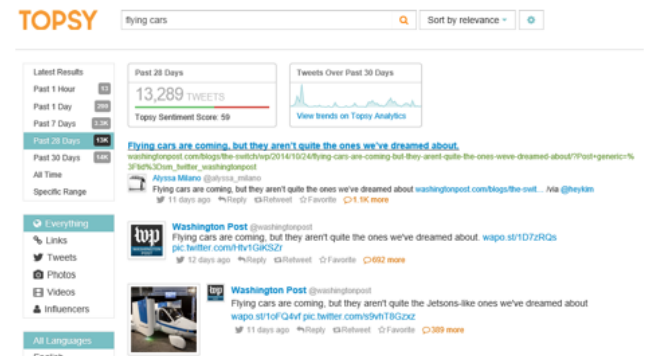 TOPSY
flying cars
Sort by relevance
Latest Results
Past 1 Hour 13
Past 1 Day
Past 7 Days 3.3K
Past 28 Days 13K
Past 30 Days 14K
All Time
Specific Range
Everything
Links
Tweets
Photos
Videos
Influencers
All Languages
English
Past 28 Days
13,289 TWEETS
Topsy Sentiment Score: 59
Tweets Over Past 30 Days
View trends on Topsy Analytics
Flying cars are coming, but they aren't quite the ones we've dreamed about.
washingtonpost.com/blogs/the-switch/wp/2014/10/24/flying-cars-are-coming-but-they-arent-quite-the-ones-weve-dreamed-about/?Post+generic=%
3Ftid%3Dsm_twitter_washingtonpost
Alyssa Milano @alyssa_milano
Flying cars are coming, but they aren't quite the ones we've dreamed about washingtonpost.com/blogs/the-swit... /via @heykim
11 days ago Reply Retweet Favorite 1.1K more
wp
Washington Post @washingtonpost
Flying cars are coming, but they aren't quite the ones we've dreamed about. wapo.st/1D7zRQs
pic.twitter.com/Hfv1GiKSZr
12 days ago Reply Retweet Favorite 692 more
wp
Washington Post @washingtonpost
Flying cars are coming, but they aren't quite the Jetsons-like ones we've dreamed about
wapo.st/1oFQ4vf pic.twitter.com/s9vhT8Gzxz
11 days ago Reply Retweet Favorite 389 more